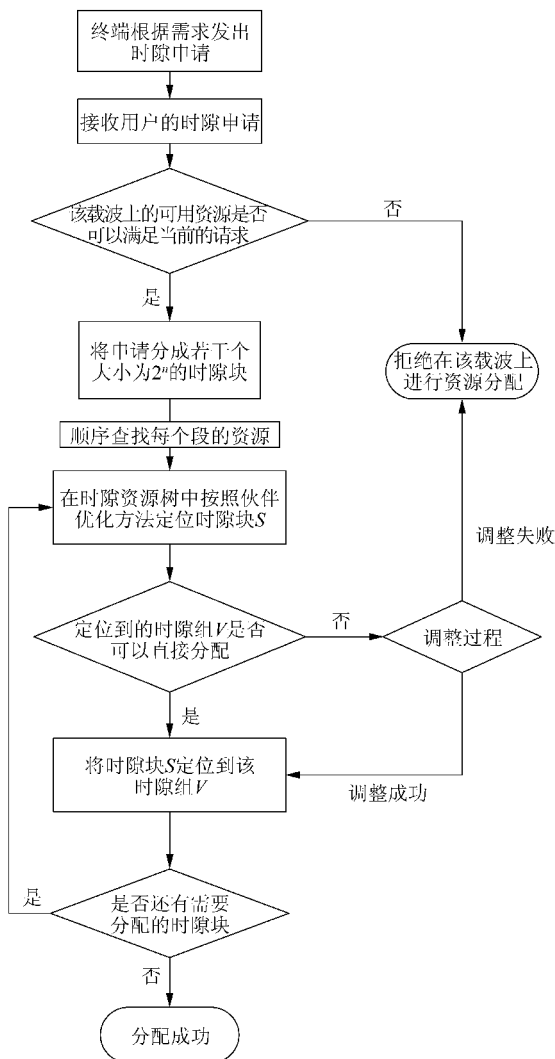 终端根据需求发出
时隙申请
接收用户的时隙申请
该载波上的可用资源是否
可以满足当前的请求
否
是
将申请分成若干个
大小为2ⁿ的时隙块
拒绝在该载波上
进行资源分配
顺序查找每个段的资源
在时隙资源树中按照伙伴
优化方法定位时隙块S
调整失败
定位到的时隙组V是否
可以直接分配
否
调整过程
是
将时隙块S定位到该
时隙组V
调整成功
是否还有需要
分配的时隙块
是
否
分配成功